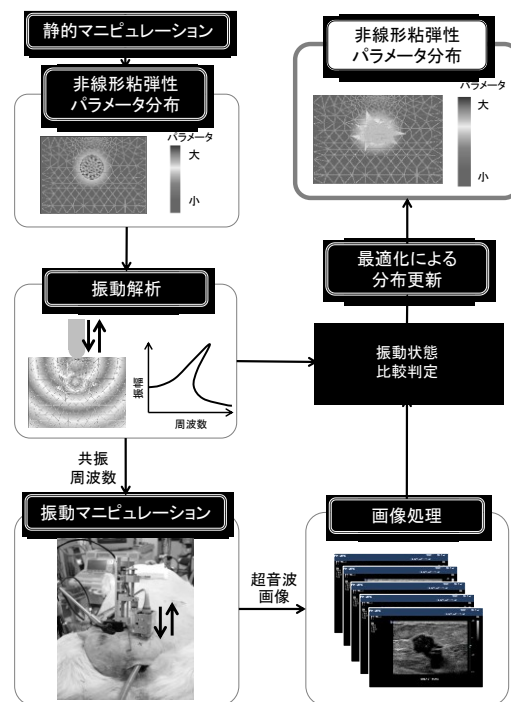 静的マニピュレーション
非線形粘弾性
パラメータ分布
パラメータ
大
小
振動解析
振幅
周波数
共振
周波数
振動マニピュレーション
超音波
画像
画像処理
振動状態
比較判定
最適化による
分布更新
非線形粘弾性
パラメータ分布
パラメータ
大
小